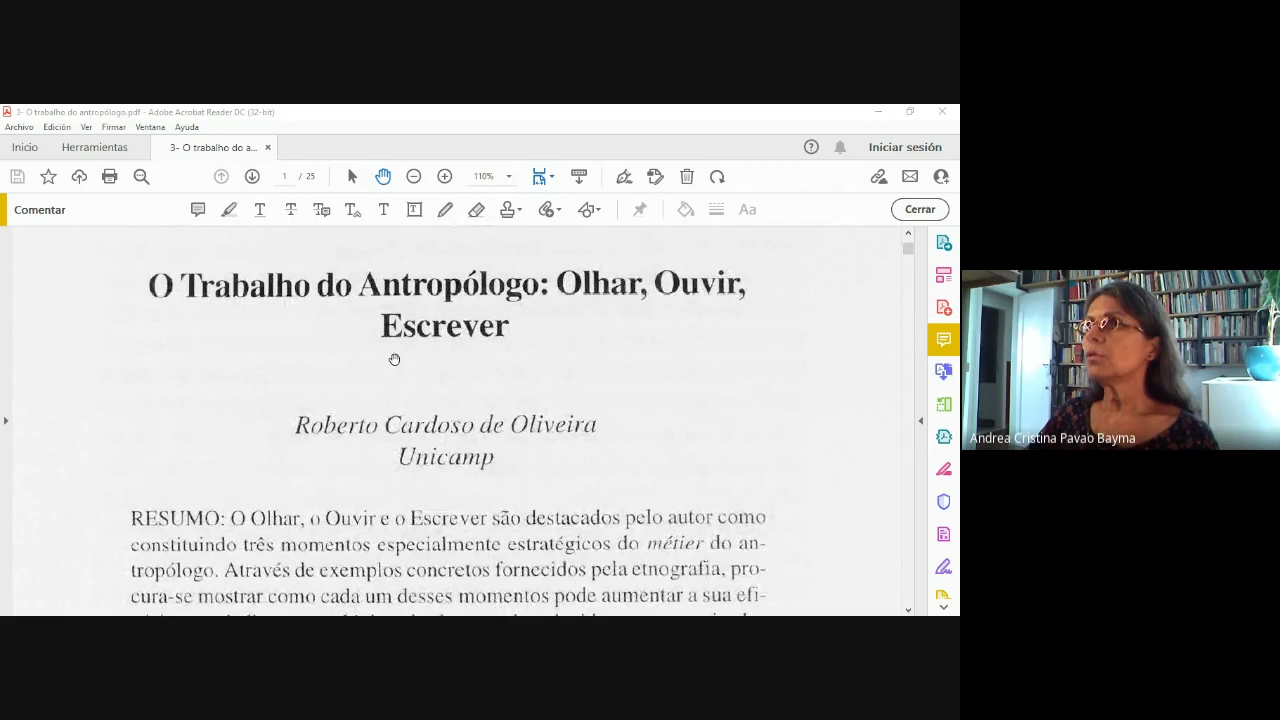 3- O trabalho do antropólogo.pdf - Adobe Acrobat Reader DC (32-bit)
Archivo Edición Ver Firmar Ventana Ayuda
Inicio Herramientas 3- O trabalho do a... × Iniciar sesión
1 / 25 110%
Comentar Aa Cerrar
O Trabalho do Antropólogo: Olhar, Ouvir,
Escrever
Roberto Cardoso de Oliveira
Unicamp
RESUMO: O Olhar, o Ouvir e o Escrever são destacados pelo autor como
constituindo três momentos especialmente estratégicos do métier do an-
tropólogo. Através de exemplos concretos fornecidos pela etnografia, pro-
cura-se mostrar como cada um desses momentos pode aumentar a sua efi-
Andrea Cristina Pavao Bayma